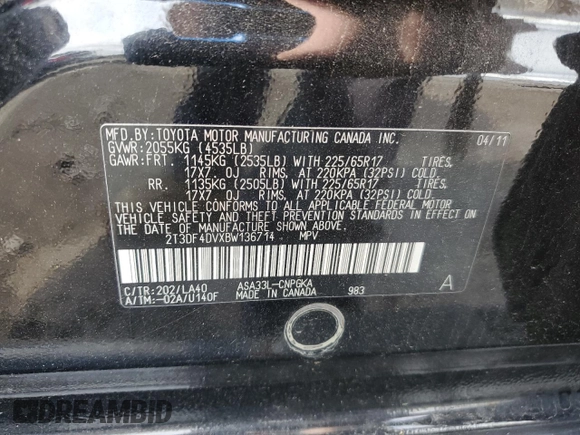 MFD.BY:TOYOTA MOTOR MANUFACTURING CANADA INC. 04/11
GVWR:2055KG (4535LB)
GAWR:FRT. 1145KG (2535LB) WITH 225/65R17 TIRES,
17X7. 0J RIMS, AT 220KPA (32PSI) COLD.
RR. 1135KG (2505LB) WITH 225/65R17 TIRES,
17X7. 0J RIMS, AT 220KPA (32PSI) COLD.
THIS VEHICLE CONFORMS TO ALL APPLICABLE FEDERAL MOTOR
VEHICLE SAFETY AND THEFT PREVENTION STANDARDS IN EFFECT ON
THE DATE OF MANUFACTURE SHOWN ABOVE.
2T3DF4DVXBW136714 MPV
C/TR:202/LA40 ASA33L-CNPGKA A
A/TM:-02A/U140F MADE IN CANADA 983
DREAMBID